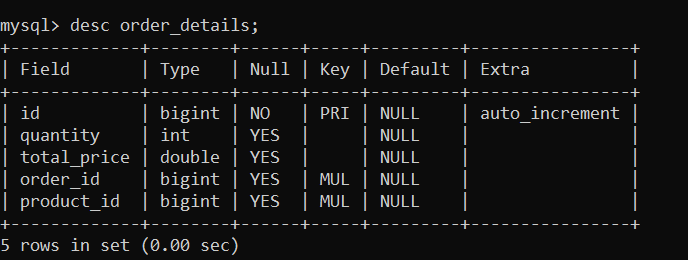 mysql> desc order_details;
+-------------+--------+------+-----+---------+----------------+
| Field       | Type   | Null | Key | Default | Extra          |
+-------------+--------+------+-----+---------+----------------+
| id          | bigint | NO   | PRI | NULL    | auto_increment |
| quantity    | int    | YES  |     | NULL    |                |
| total_price | double | YES  |     | NULL    |                |
| order_id    | bigint | YES  | MUL | NULL    |                |
| product_id  | bigint | YES  | MUL | NULL    |                |
+-------------+--------+------+-----+---------+----------------+
5 rows in set (0.00 sec)